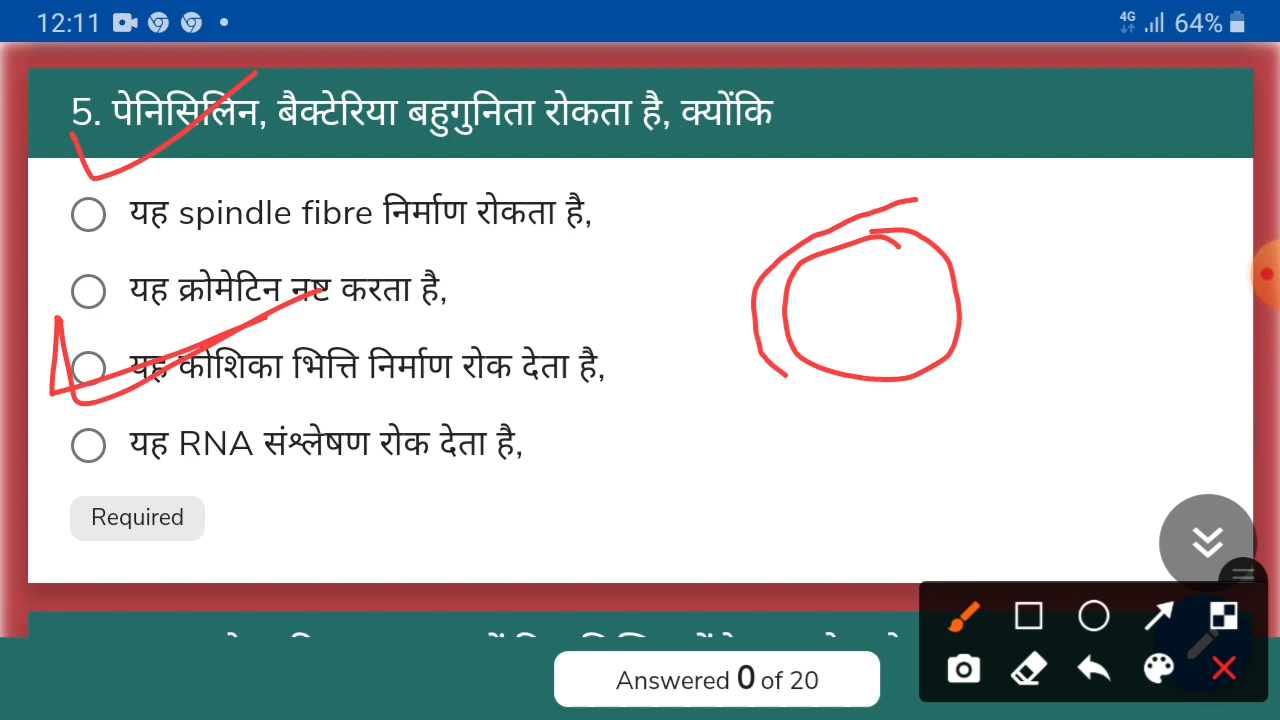 12:11
4G
64%
5. पेनिसिलिन, बैक्टेरिया बहुगुनिता रोकता है, क्योंकि
यह spindle fibre निर्माण रोकता है,
यह क्रोमेटिन नष्ट करता है,
यह कोशिका भित्ति निर्माण रोक देता है,
यह RNA संश्लेषण रोक देता है,
Required
Answered 0 of 20